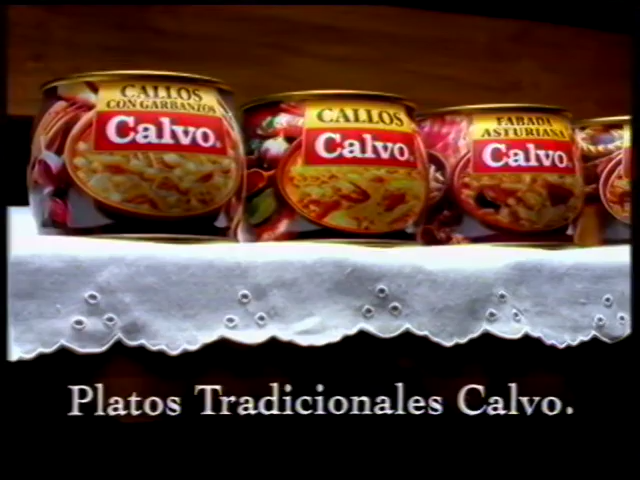 CALLOS
CON GARBANZOS
Calvo.
CALLOS
Calvo.
FABADA
ASTURIANA
Calvo.
Platos Tradicionales Calvo.